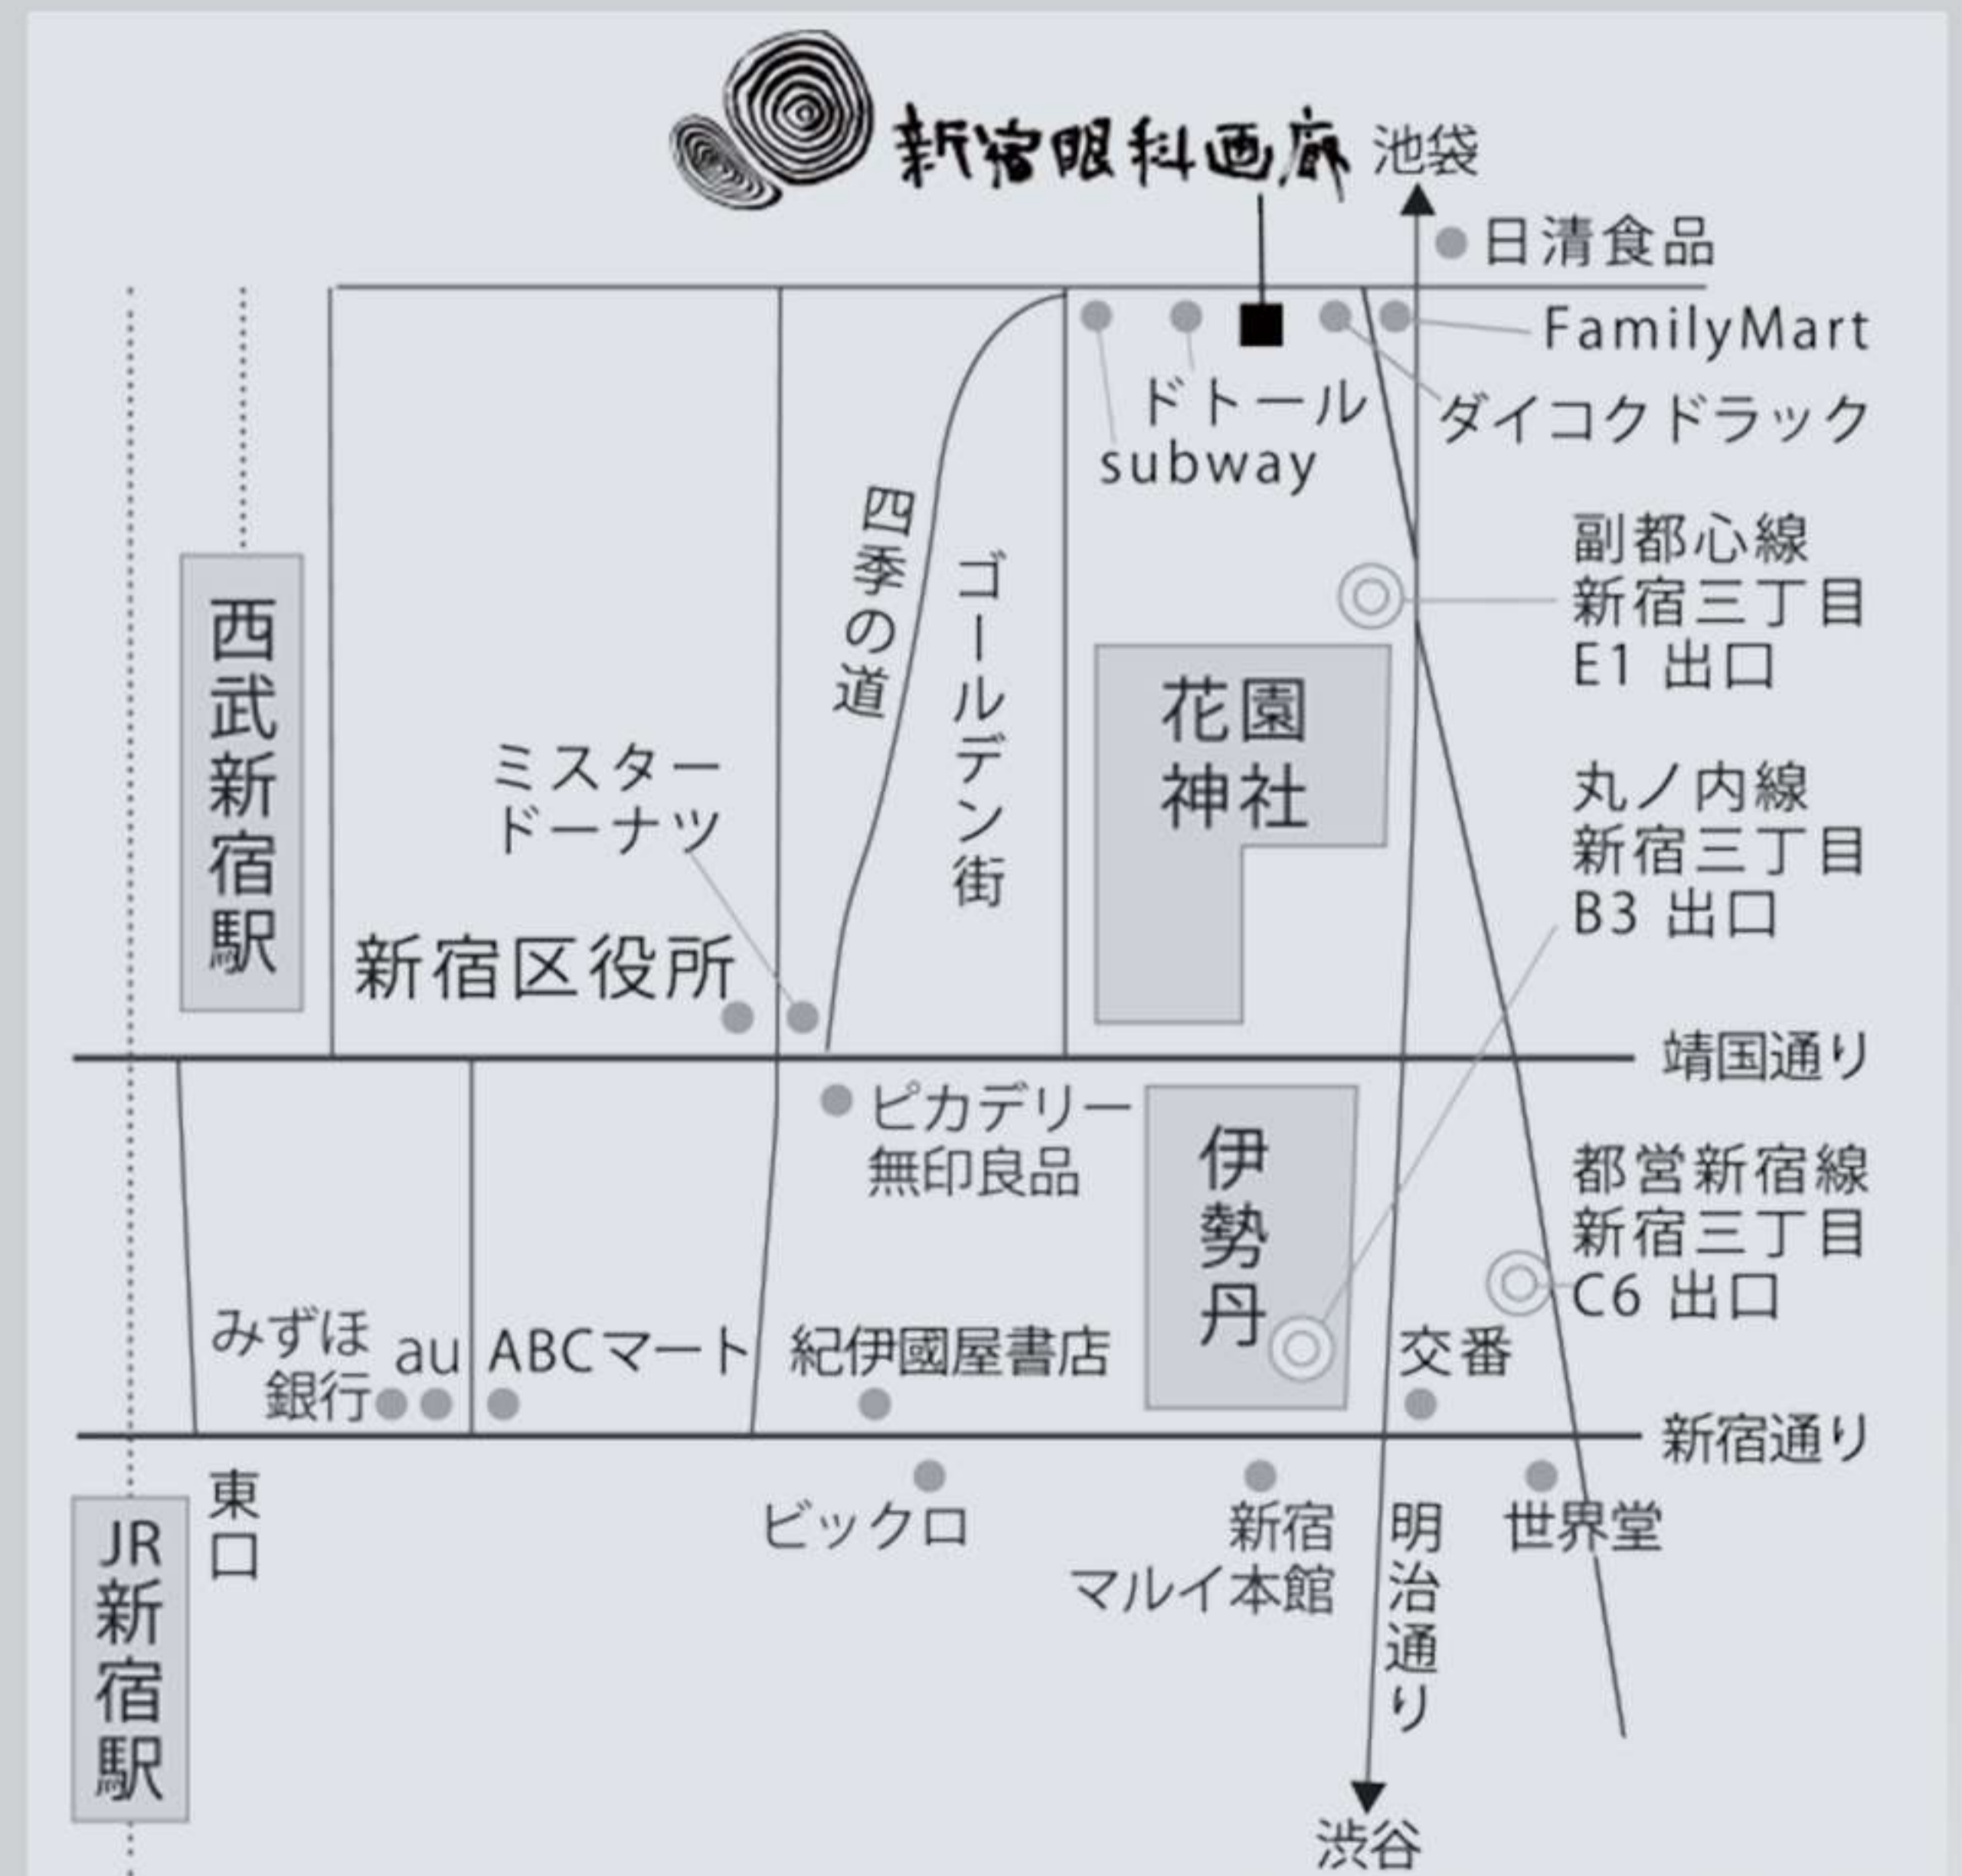 新宿眼科画廊
池袋
日清食品
FamilyMart
ドトール
ダイコクドラック
subway
四季の道
ゴールデン街
副都心線
新宿三丁目
E1 出口
西武新宿駅
花園
神社
ミスター
ドーナツ
丸ノ内線
新宿三丁目
B3 出口
新宿区役所
靖国通り
ピカデリー
無印良品
伊勢丹
都営新宿線
新宿三丁目
C6 出口
みずほ
銀行
au
ABCマート
紀伊國屋書店
交番
新宿通り
東口
JR新宿駅
ビックロ
新宿
マルイ本館
明治通り
世界堂
渋谷